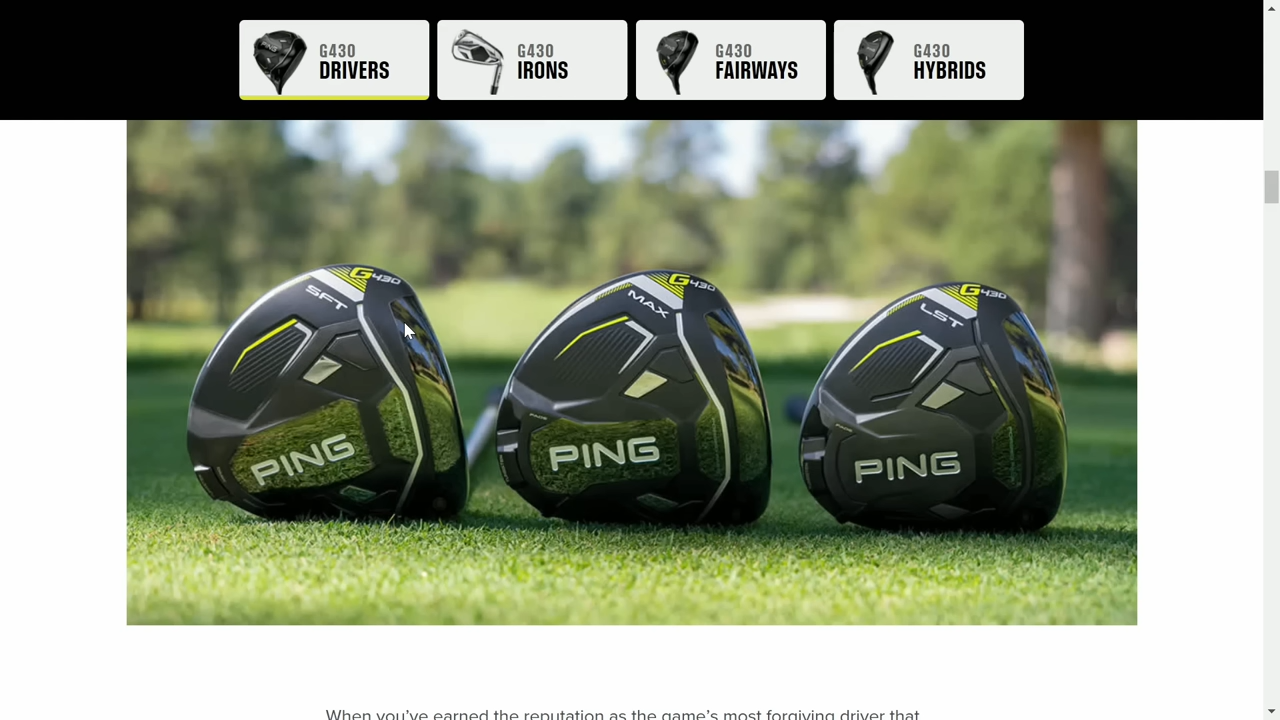 G430
DRIVERS
G430
IRONS
G430
FAIRWAYS
G430
HYBRIDS
G430
SFT
PING
G430
MAX
PING
G430
LST
PING
When you've earned the reputation as the game's most forgiving driver that